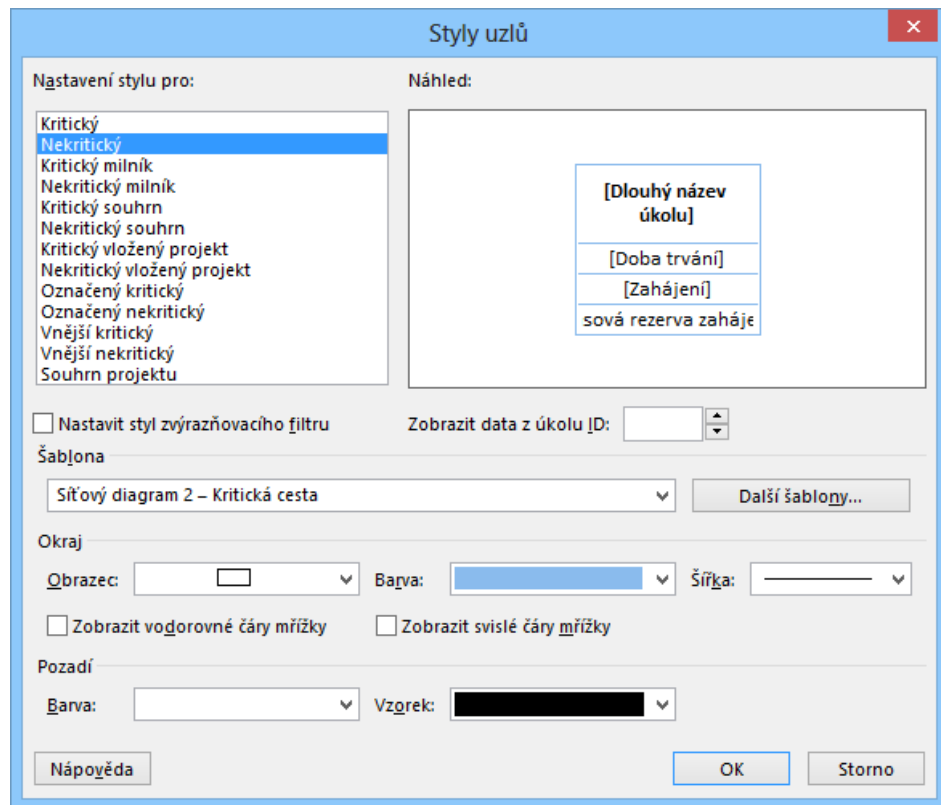 Styly uzlů
Nastavení stylu pro:
Náhled:
Kritický
Nekritický
Kritický milník
Nekritický milník
Kritický souhrn
Nekritický souhrn
Kritický vložený projekt
Nekritický vložený projekt
Označený kritický
Označený nekritický
Vnější kritický
Vnější nekritický
Souhrn projektu
[Dlouhý název
úkolu]
[Doba trvání]
[Zahájení]
sová rezerva zaháje
Nastavit styl zvýrazňovacího filtru
Zobrazit data z úkolu ID:
Šablona
Síťový diagram 2 – Kritická cesta
Další šablony...
Okraj
Obrazec:
Barva:
Šířka:
Zobrazit vodorovné čáry mřížky
Zobrazit svislé čáry mřížky
Pozadí
Barva:
Vzorek:
Nápověda
OK
Storno